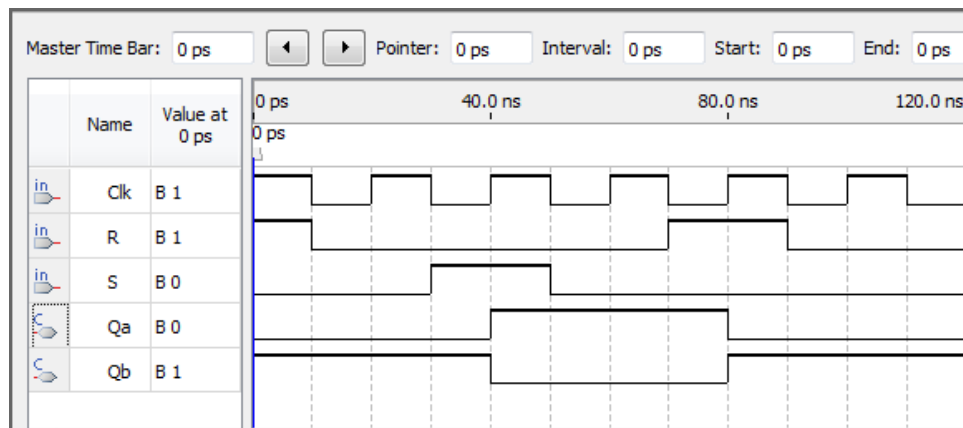 Master Time Bar: 0 ps Pointer: 0 ps Interval: 0 ps Start: 0 ps End: 0 ps
Name Value at 0 ps
0 ps 40.0 ns 80.0 ns 120.0 ns
0 ps
in Clk B 1
in R B 1
in S B 0
C Qa B 0
C Qb B 1